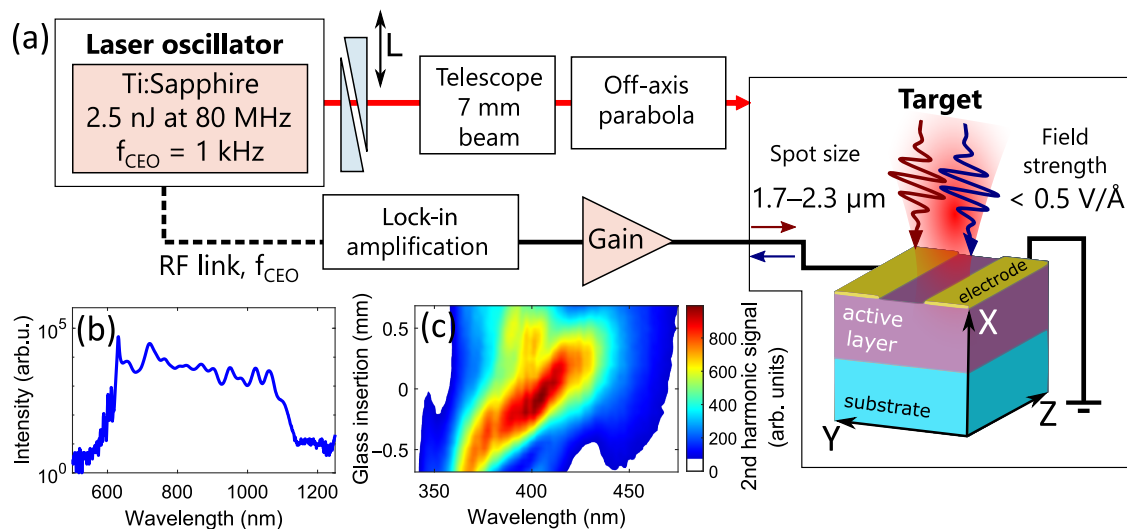 (a)
Laser oscillator
Ti:Sapphire
2.5 nJ at 80 MHz
f_CEO = 1 kHz
L
Telescope
7 mm
beam
Off-axis
parabola
Target
Spot size
1.7–2.3 µm
Field
strength
< 0.5 V/Å
Lock-in
amplification
Gain
RF link, f_CEO
electrode
active
layer
substrate
X
Y
Z
(b)
Intensity (arb.u.)
10^5
10^0
600
800
1000
1200
Wavelength (nm)
(c)
Glass insertion (mm)
0.5
0
−0.5
350
400
450
Wavelength (nm)
800
600
400
200
0
2nd harmonic signal
(arb. units)